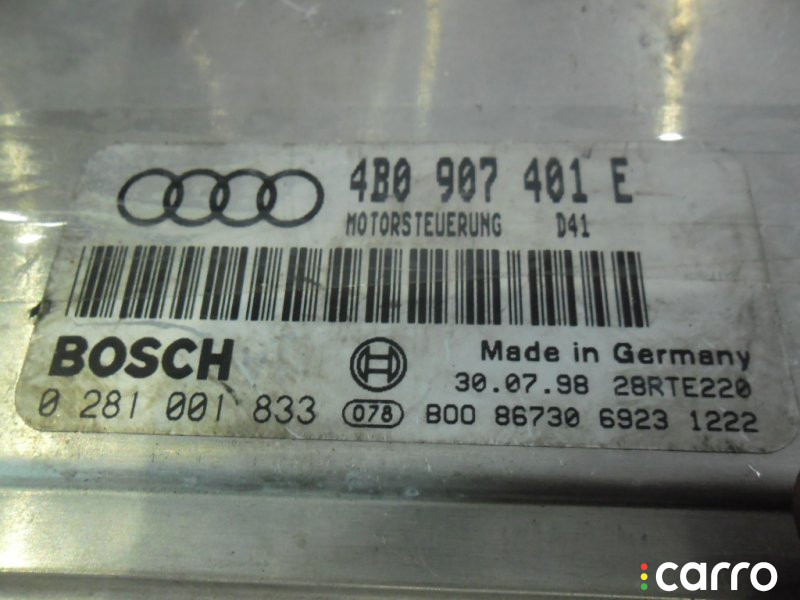 4B0 907 401 E
MOTORSTEUERUNG D41
BOSCH
Made in Germany
30.07.98 28RTE220
0 281 001 833 078 B00 86730 6923 1222
carro